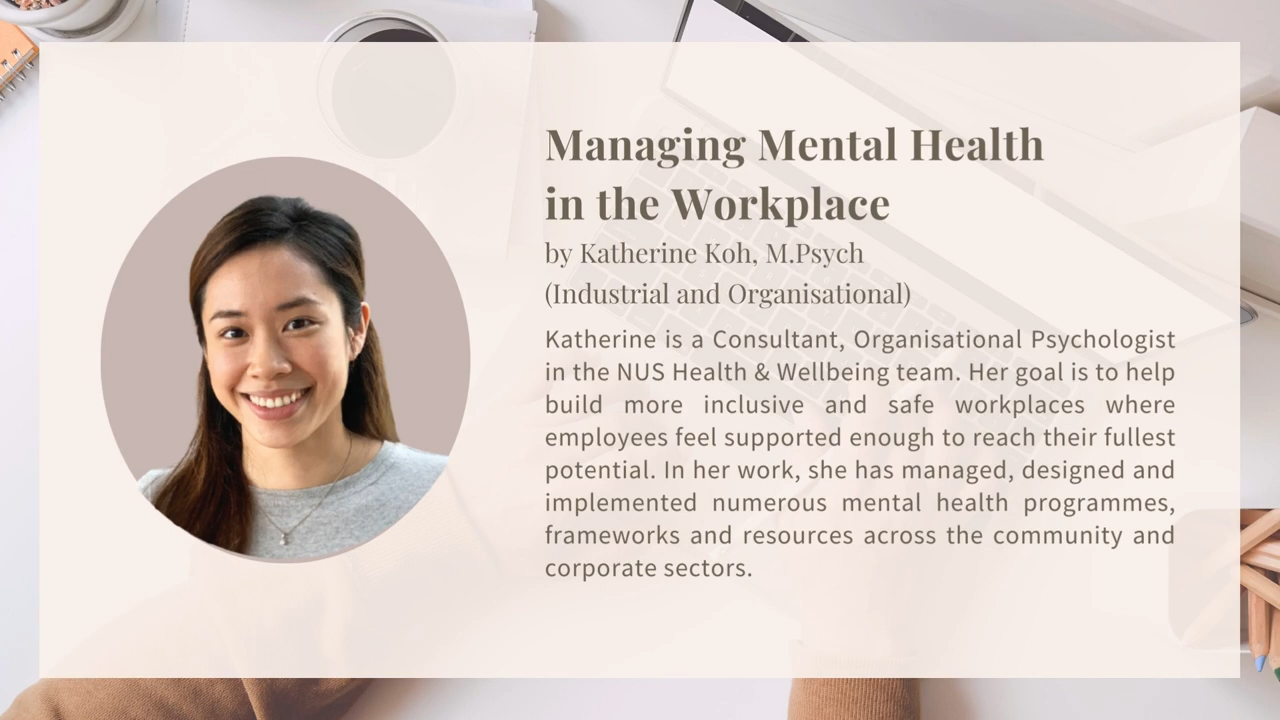 Managing Mental Health
in the Workplace
by Katherine Koh, M.Psych
(Industrial and Organisational)
Katherine is a Consultant, Organisational Psychologist
in the NUS Health & Wellbeing team. Her goal is to help
build more inclusive and safe workplaces where
employees feel supported enough to reach their fullest
potential. In her work, she has managed, designed and
implemented numerous mental health programmes,
frameworks and resources across the community and
corporate sectors.